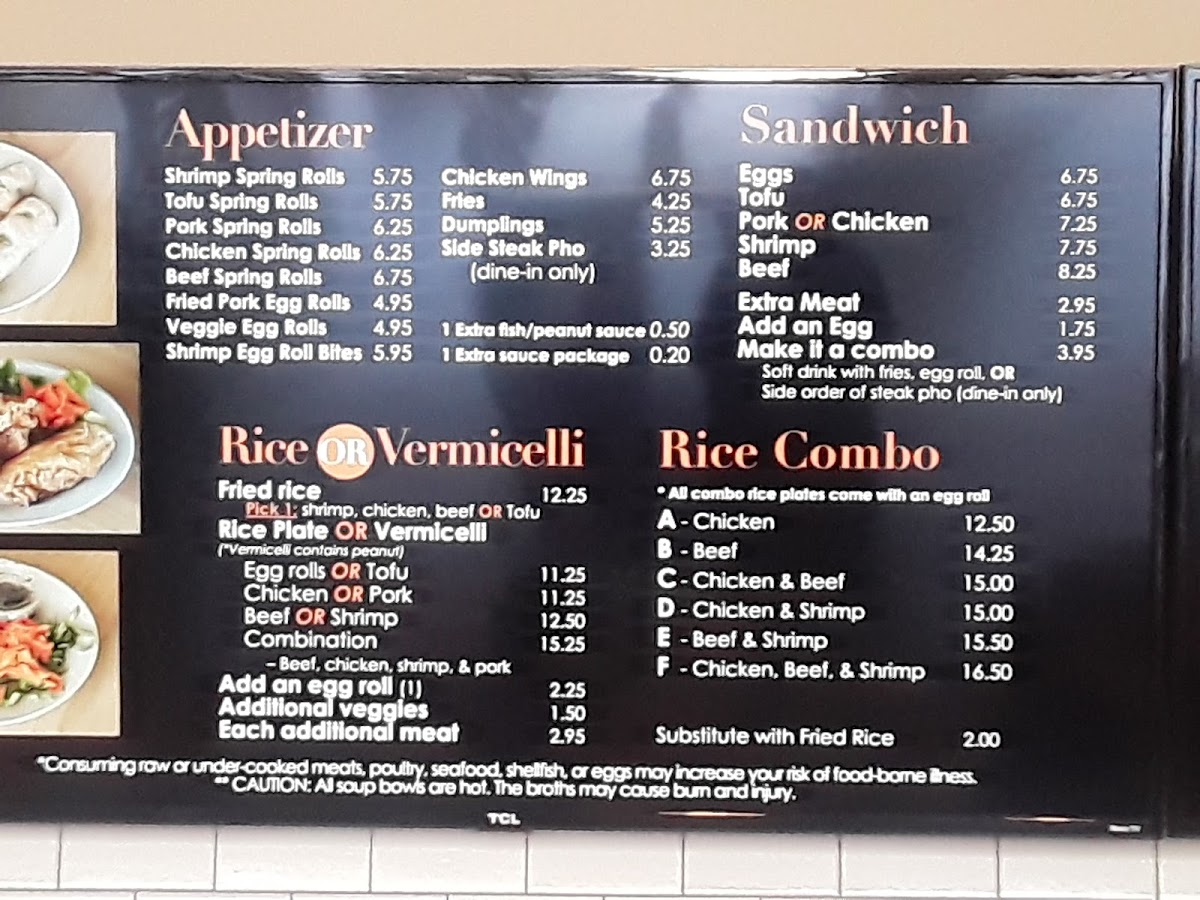 Appetizer
Shrimp Spring Rolls 5.75
Tofu Spring Rolls 5.75
Pork Spring Rolls 6.25
Chicken Spring Rolls 6.25
Beef Spring Rolls 6.75
Fried Pork Egg Rolls 4.95
Veggie Egg Rolls 4.95
Shrimp Egg Roll Bites 5.95
Chicken Wings 6.75
Fries 4.25
Dumplings 5.25
Side Steak Pho 3.25
(dine-in only)
1 Extra fish/peanut sauce 0.50
1 Extra sauce package 0.20
Sandwich
Eggs 6.75
Tofu 6.75
Pork OR Chicken 7.25
Shrimp 7.75
Beef 8.25
Extra Meat 2.95
Add an Egg 1.75
Make it a combo 3.95
Soft drink with fries, egg roll, OR
Side order of steak pho (dine-in only)
Rice OR Vermicelli
Fried rice 12.25
Pick 1: shrimp, chicken, beef OR Tofu
Rice Plate OR Vermicelli
(*Vermicelli contains peanut)
Egg rolls OR Tofu 11.25
Chicken OR Pork 11.25
Beef OR Shrimp 12.50
Combination 15.25
- Beef, chicken, shrimp, & pork
Add an egg roll (1) 2.25
Additional veggies 1.50
Each additional meat 2.95
Rice Combo
* All combo rice plates come with an egg roll
A - Chicken 12.50
B - Beef 14.25
C - Chicken & Beef 15.00
D - Chicken & Shrimp 15.00
E - Beef & Shrimp 15.50
F - Chicken, Beef, & Shrimp 16.50
Substitute with Fried Rice 2.00
*Consuming raw or under-cooked meats, poultry, seafood, shellfish, or eggs may increase your risk of food-borne illness.
** CAUTION: All soup bowls are hot. The broths may cause burn and injury.
TCL